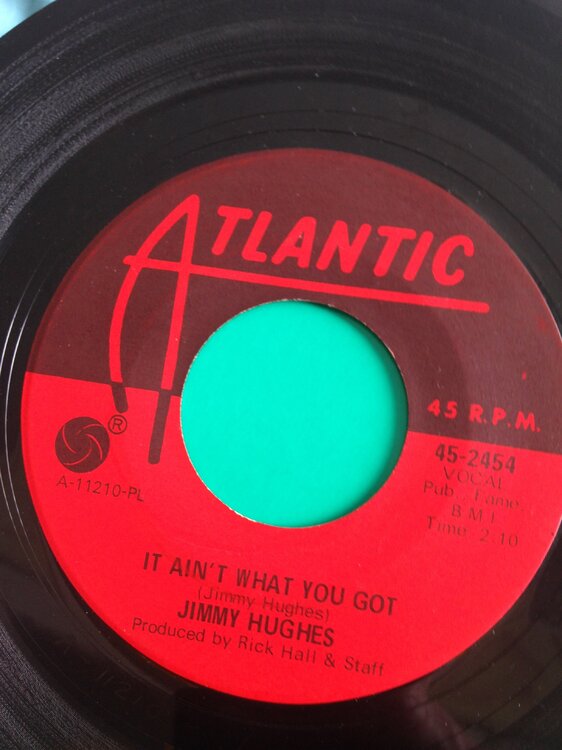 ATLANTIC
45 R.P.M.
®
A-11210-PL
45-2454
VOCAL
Pub., Fame,
B.M.I.
Time: 2.10
IT AIN'T WHAT YOU GOT
(Jimmy Hughes)
JIMMY HUGHES
Produced by Rick Hall & Staff